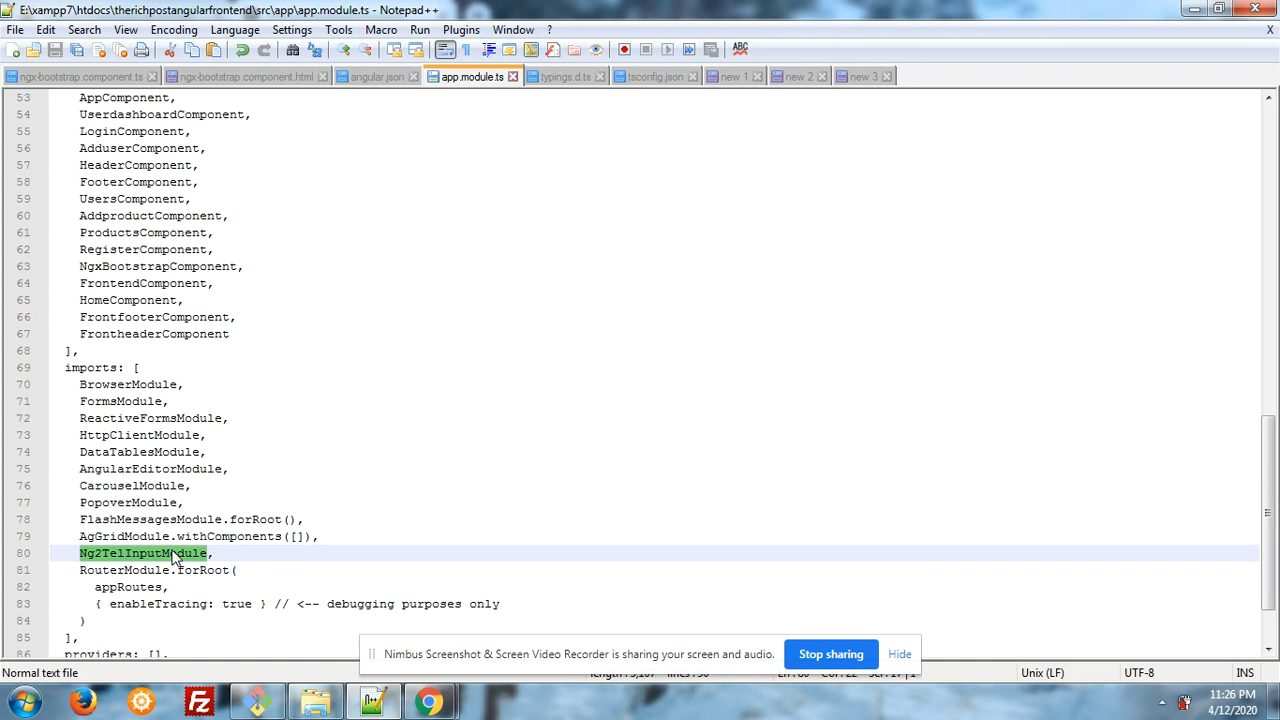 E:\xampp7\htdocs\therichpostangularfrontend\src\app\app.module.ts - Notepad++
File Edit Search View Encoding Language Settings Tools Macro Run Plugins Window ? X
ngx-bootstrap.component.ts ngx-bootstrap.component.html angular.json app.module.ts typings.d.ts tsconfig.json new 1 new 2 new 3
53 AppComponent,
54 UserdashboardComponent,
55 LoginComponent,
56 AdduserComponent,
57 HeaderComponent,
58 FooterComponent,
59 UsersComponent,
60 AddproductComponent,
61 ProductsComponent,
62 RegisterComponent,
63 NgxBootstrapComponent,
64 FrontendComponent,
65 HomeComponent,
66 FrontfooterComponent,
67 FrontheaderComponent
68 ],
69 imports: [
70 BrowserModule,
71 FormsModule,
72 ReactiveFormsModule,
73 HttpClientModule,
74 DataTablesModule,
75 AngularEditorModule,
76 CarouselModule,
77 PopoverModule,
78 FlashMessagesModule.forRoot(),
79 AgGridModule.withComponents([]),
80 Ng2TelInputModule,
81 RouterModule.forRoot(
82 appRoutes,
83 { enableTracing: true } // <-- debugging purposes only
84 )
85 ],
86 providers: [],
Nimbus Screenshot & Screen Video Recorder is sharing your screen and audio. Stop sharing Hide
Normal text file Unix (LF) UTF-8 INS
11:26 PM
4/12/2020